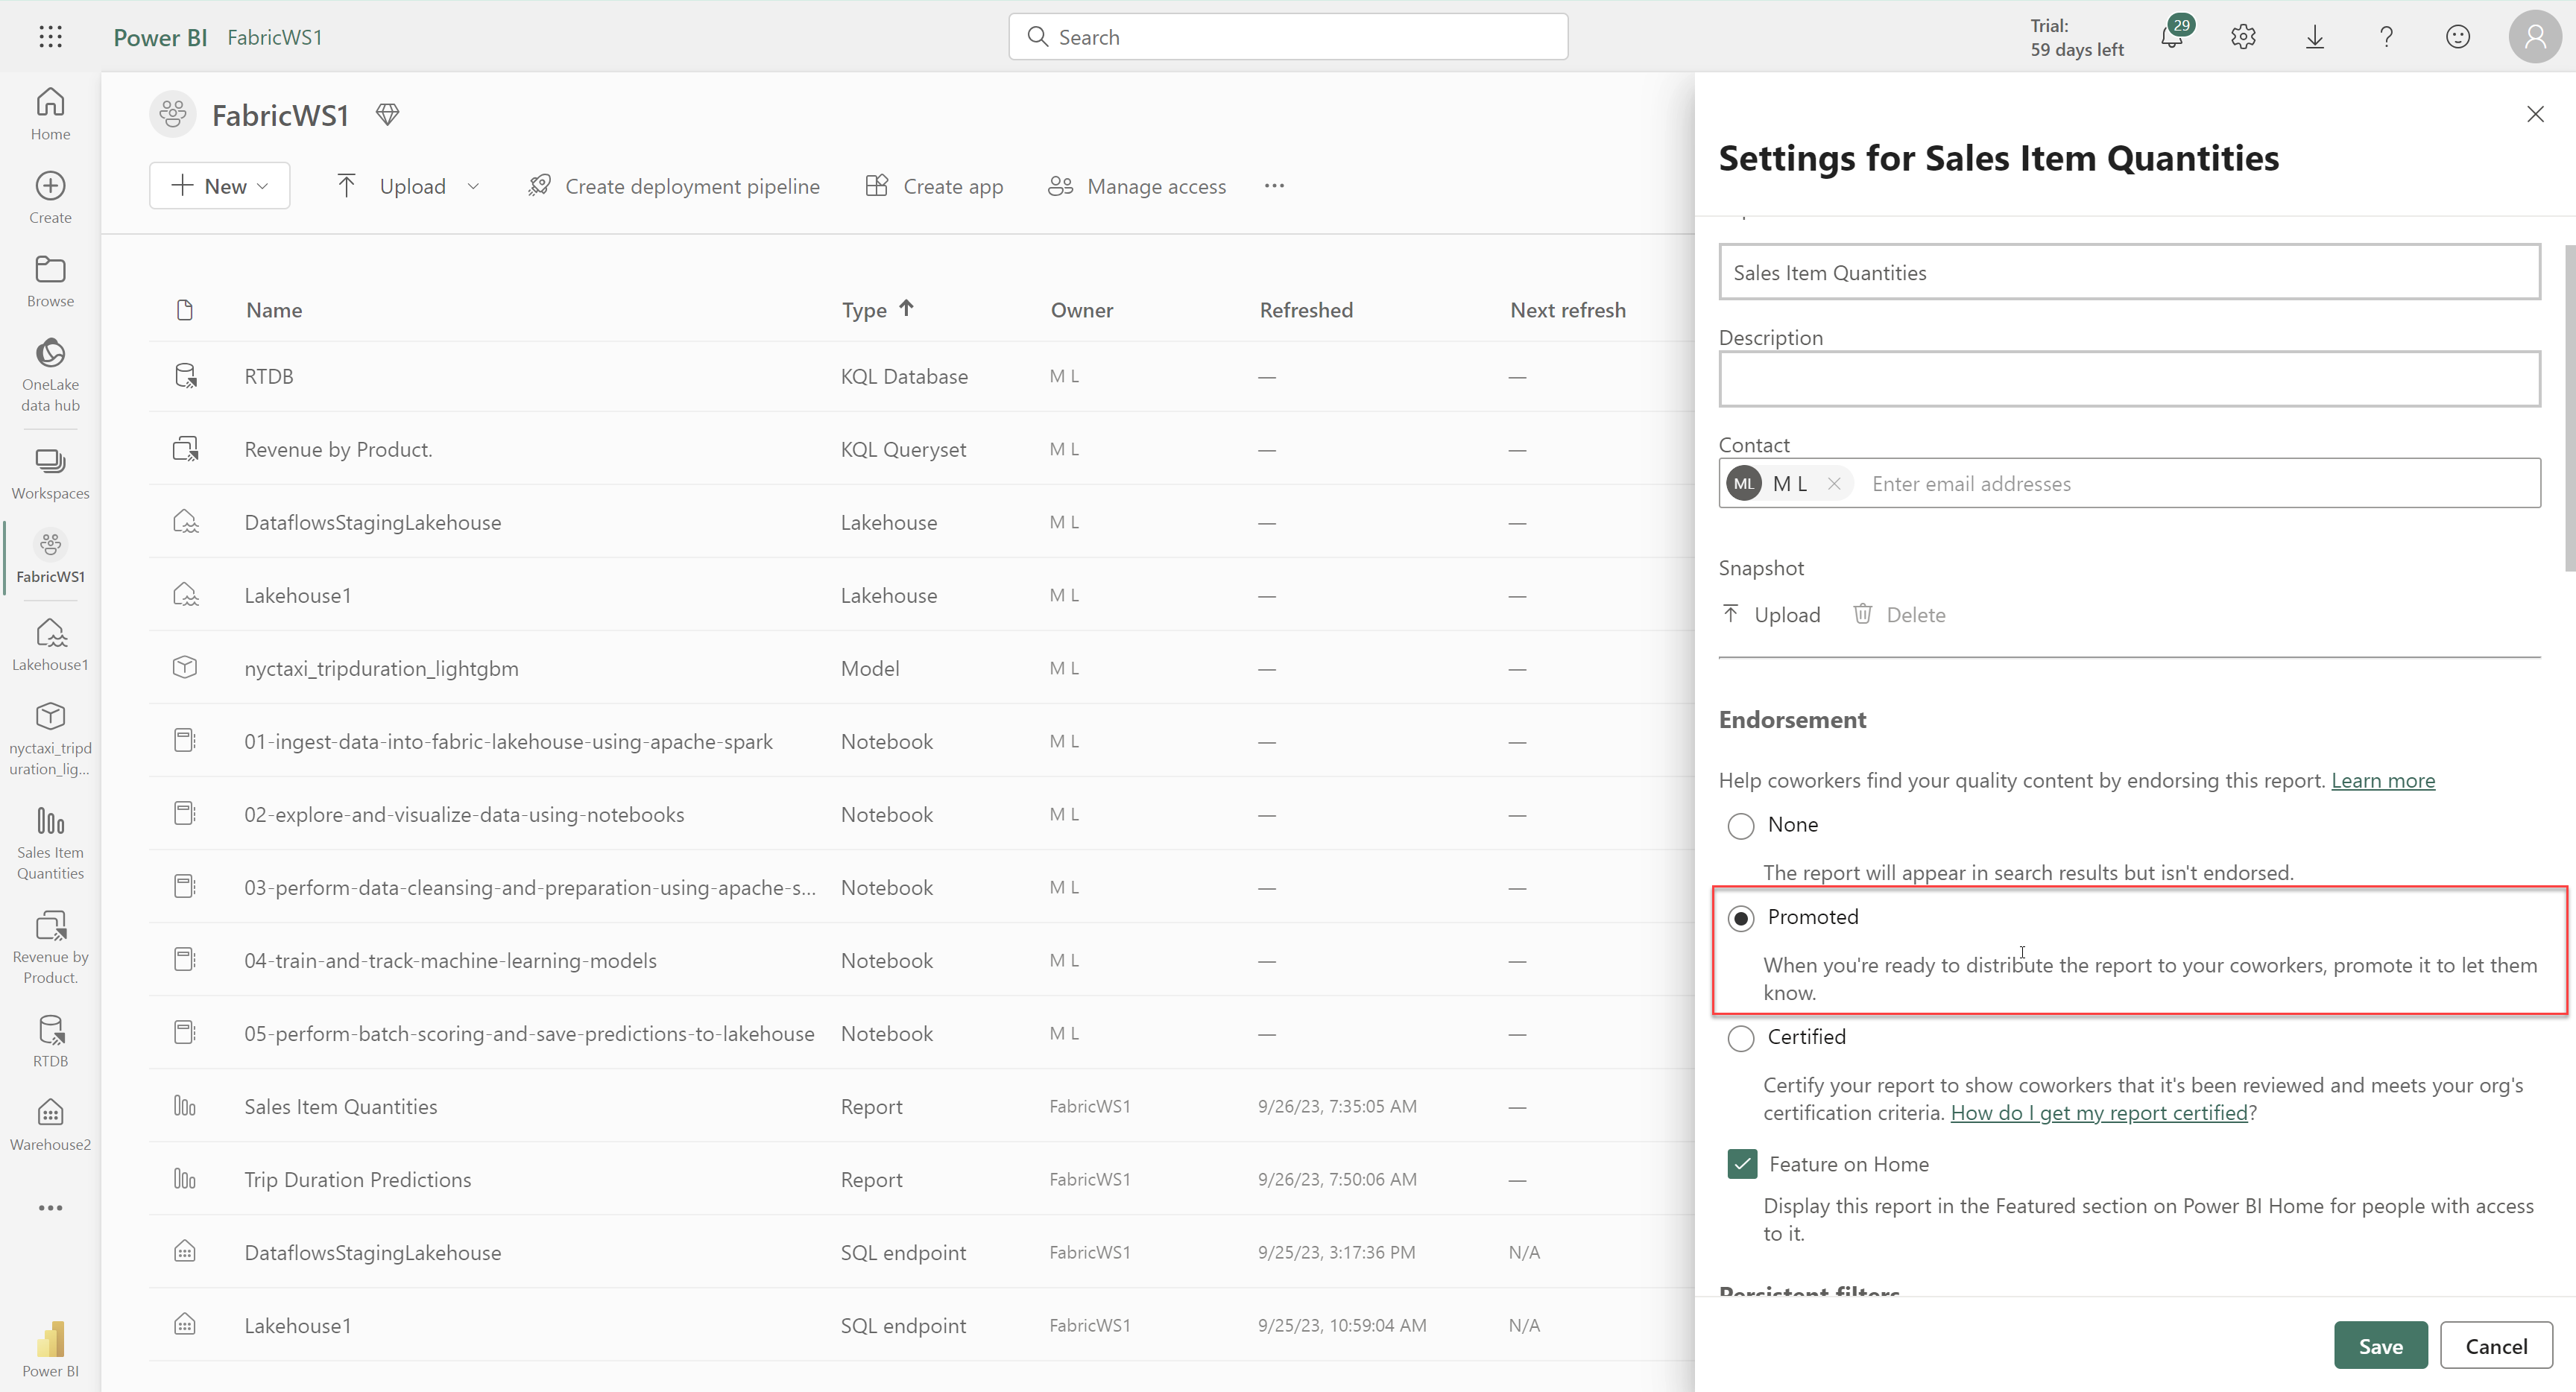 Power BI FabricWS1
Search
Trial:
59 days left
29
Home
Create
Browse
OneLake
data hub
Workspaces
FabricWS1
Lakehouse1
nyctaxi_tripd
uration_lig...
Sales Item
Quantities
Revenue by
Product.
RTDB
Warehouse2
Power BI
FabricWS1
New Upload Create deployment pipeline Create app Manage access
Name Type Owner Refreshed Next refresh
RTDB KQL Database M L — —
Revenue by Product. KQL Queryset M L — —
DataflowsStagingLakehouse Lakehouse M L — —
Lakehouse1 Lakehouse M L — —
nyctaxi_tripduration_lightgbm Model M L — —
01-ingest-data-into-fabric-lakehouse-using-apache-spark Notebook M L — —
02-explore-and-visualize-data-using-notebooks Notebook M L — —
03-perform-data-cleansing-and-preparation-using-apache-s... Notebook M L — —
04-train-and-track-machine-learning-models Notebook M L — —
05-perform-batch-scoring-and-save-predictions-to-lakehouse Notebook M L — —
Sales Item Quantities Report FabricWS1 9/26/23, 7:35:05 AM —
Trip Duration Predictions Report FabricWS1 9/26/23, 7:50:06 AM —
DataflowsStagingLakehouse SQL endpoint FabricWS1 9/25/23, 3:17:36 PM N/A
Lakehouse1 SQL endpoint FabricWS1 9/25/23, 10:59:04 AM N/A
Settings for Sales Item Quantities
Sales Item Quantities
Description
Contact
ML M L Enter email addresses
Snapshot
Upload Delete
Endorsement
Help coworkers find your quality content by endorsing this report. Learn more
None
The report will appear in search results but isn't endorsed.
Promoted
When you're ready to distribute the report to your coworkers, promote it to let them
know.
Certified
Certify your report to show coworkers that it's been reviewed and meets your org's
certification criteria. How do I get my report certified?
Feature on Home
Display this report in the Featured section on Power BI Home for people with access
to it.
Persistent filters
Save Cancel